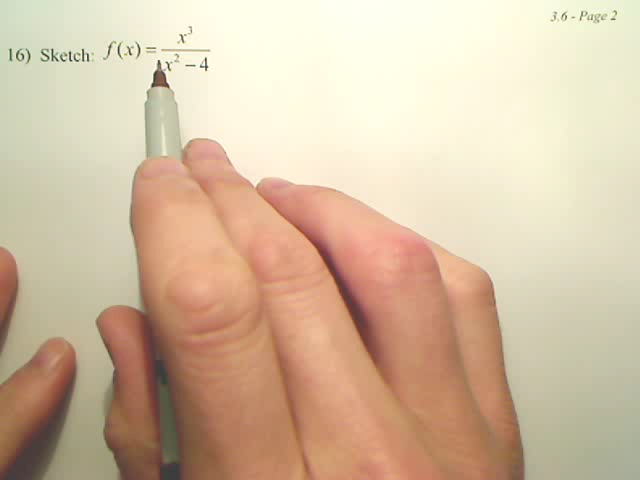 3.6 - Page 2
16) Sketch: f(x) = x³ / x² − 4